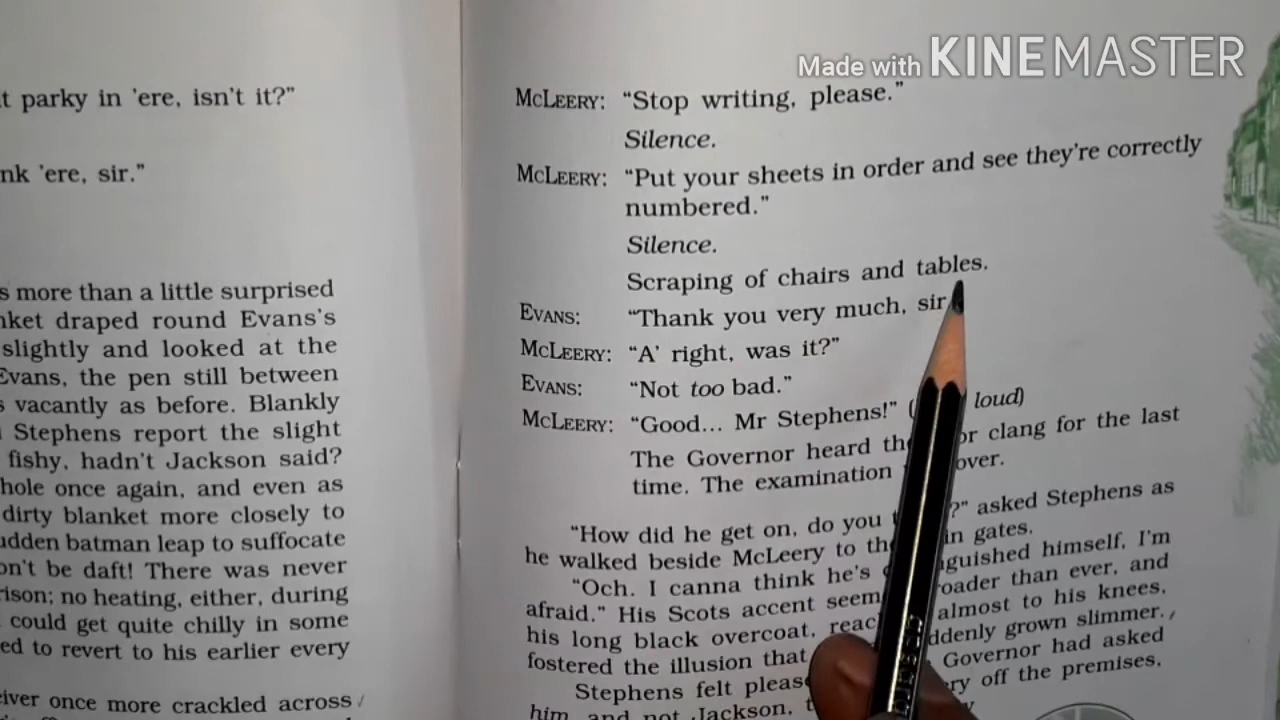 Made with KINEMASTER
t parky in 'ere, isn't it?"
nk 'ere, sir."
s more than a little surprised
nket draped round Evans's
slightly and looked at the
Evans, the pen still between
s vacantly as before. Blankly
Stephens report the slight
fishy, hadn't Jackson said?
hole once again, and even as
dirty blanket more closely to
udden batman leap to suffocate
on't be daft! There was never
rison; no heating, either, during
could get quite chilly in some
ed to revert to his earlier every
eiver once more crackled across
McLEERY: "Stop writing, please."
Silence.
McLEERY: "Put your sheets in order and see they're correctly
numbered."
Silence.
Scraping of chairs and tables.
EVANS: "Thank you very much, sir
McLEERY: "A' right, was it?"
EVANS: "Not too bad."
McLEERY: "Good... Mr Stephens!" ( loud)
The Governor heard the or clang for the last
time. The examination over.
"How did he get on, do you ?" asked Stephens as
he walked beside McLeery to the in gates.
"Och. I canna think he's nguished himself, I'm
afraid." His Scots accent seem roader than ever, and
his long black overcoat, reac almost to his knees,
fostered the illusion that ddenly grown slimmer.
Stephens felt please Governor had asked
him, and not Jackson, t ry off the premises,